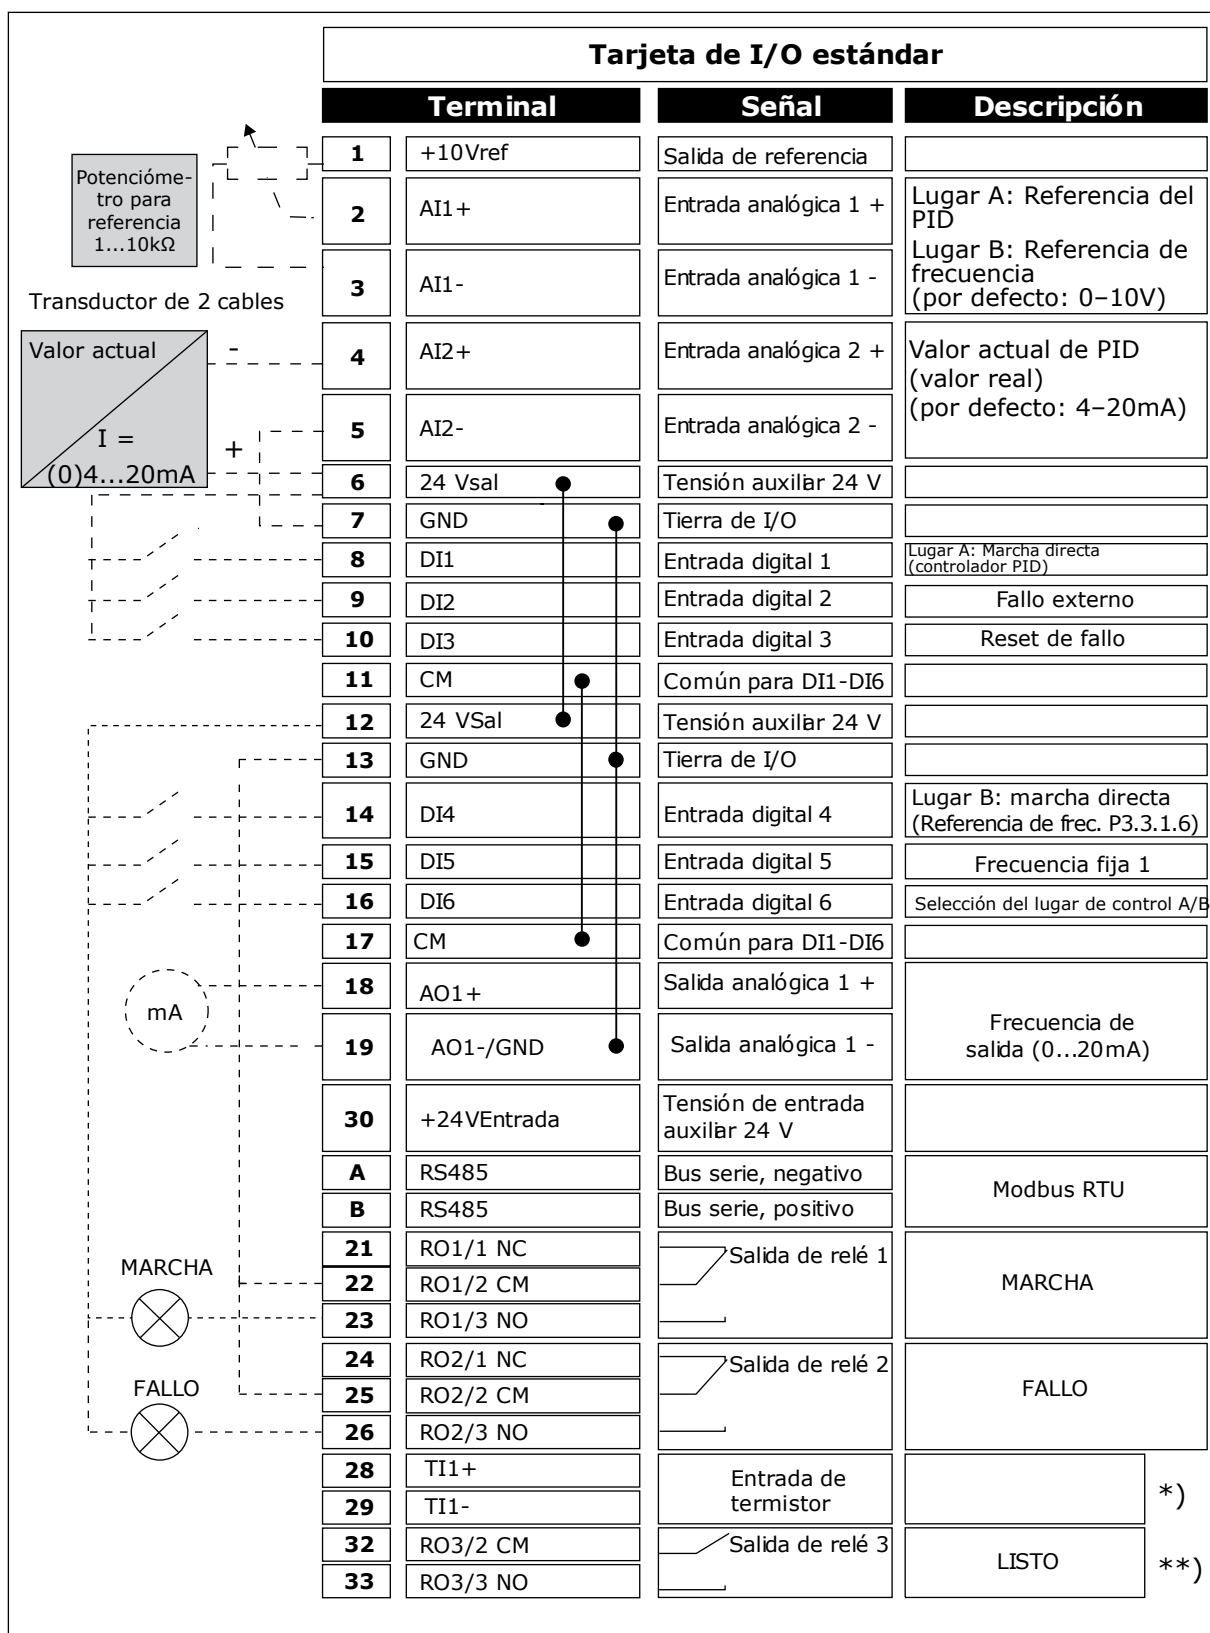 Tarjeta de I/O estándar
Terminal Señal Descripción
1 +10Vref Salida de referencia
Potencióme-
tro para
referencia
1...10kΩ
2 AI1+ Entrada analógica 1 + Lugar A: Referencia del
PID
Lugar B: Referencia de
frecuencia
(por defecto: 0–10V)
3 AI1- Entrada analógica 1 -
Transductor de 2 cables
Valor actual
I =
(0)4...20mA
-
+
4 AI2+ Entrada analógica 2 + Valor actual de PID
(valor real)
(por defecto: 4–20mA)
5 AI2- Entrada analógica 2 -
6 24 Vsal Tensión auxiliar 24 V
7 GND Tierra de I/O
8 DI1 Entrada digital 1 Lugar A: Marcha directa
(controlador PID)
9 DI2 Entrada digital 2 Fallo externo
10 DI3 Entrada digital 3 Reset de fallo
11 CM Común para DI1-DI6
12 24 VSal Tensión auxiliar 24 V
13 GND Tierra de I/O
14 DI4 Entrada digital 4 Lugar B: marcha directa
(Referencia de frec. P3.3.1.6)
15 DI5 Entrada digital 5 Frecuencia fija 1
16 DI6 Entrada digital 6 Selección del lugar de control A/B
17 CM Común para DI1-DI6
mA
18 AO1+ Salida analógica 1 + Frecuencia de
salida (0...20mA)
19 AO1-/GND Salida analógica 1 -
30 +24VEntrada Tensión de entrada
auxiliar 24 V
A RS485 Bus serie, negativo Modbus RTU
B RS485 Bus serie, positivo
21 RO1/1 NC Salida de relé 1 MARCHA
MARCHA
22 RO1/2 CM
23 RO1/3 NO
24 RO2/1 NC Salida de relé 2 FALLO
FALLO
25 RO2/2 CM
26 RO2/3 NO
28 TI1+ Entrada de
termistor *)
29 TI1-
32 RO3/2 CM Salida de relé 3 LISTO **)
33 RO3/3 NO